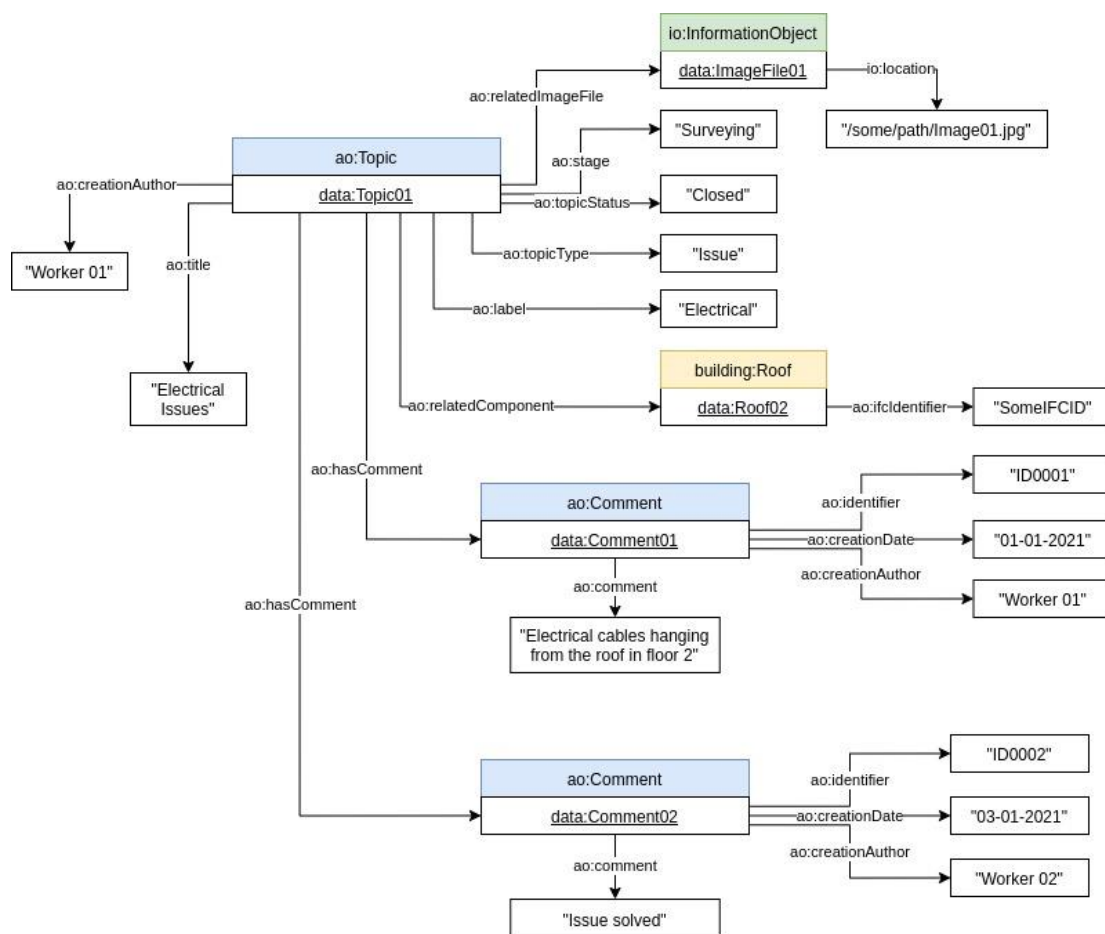 io:InformationObject
data:ImageFile01
io:location
ao:relatedImageFile
"/some/path/Image01.jpg"
"Surveying"
ao:Topic
ao:stage
ao:creationAuthor
data:Topic01
ao:topicStatus
"Closed"
"Worker 01"
ao:title
ao:topicType
"Issue"
ao:label
"Electrical"
"Electrical
Issues"
building:Roof
ao:relatedComponent
data:Roof02
ao:ifcIdentifier
"SomeIFCID"
ao:hasComment
"ID0001"
ao:Comment
ao:identifier
data:Comment01
ao:creationDate
"01-01-2021"
ao:creationAuthor
ao:comment
"Worker 01"
ao:hasComment
"Electrical cables hanging
from the roof in floor 2"
"ID0002"
ao:Comment
ao:identifier
data:Comment02
ao:creationDate
"03-01-2021"
ao:creationAuthor
ao:comment
"Worker 02"
"Issue solved"